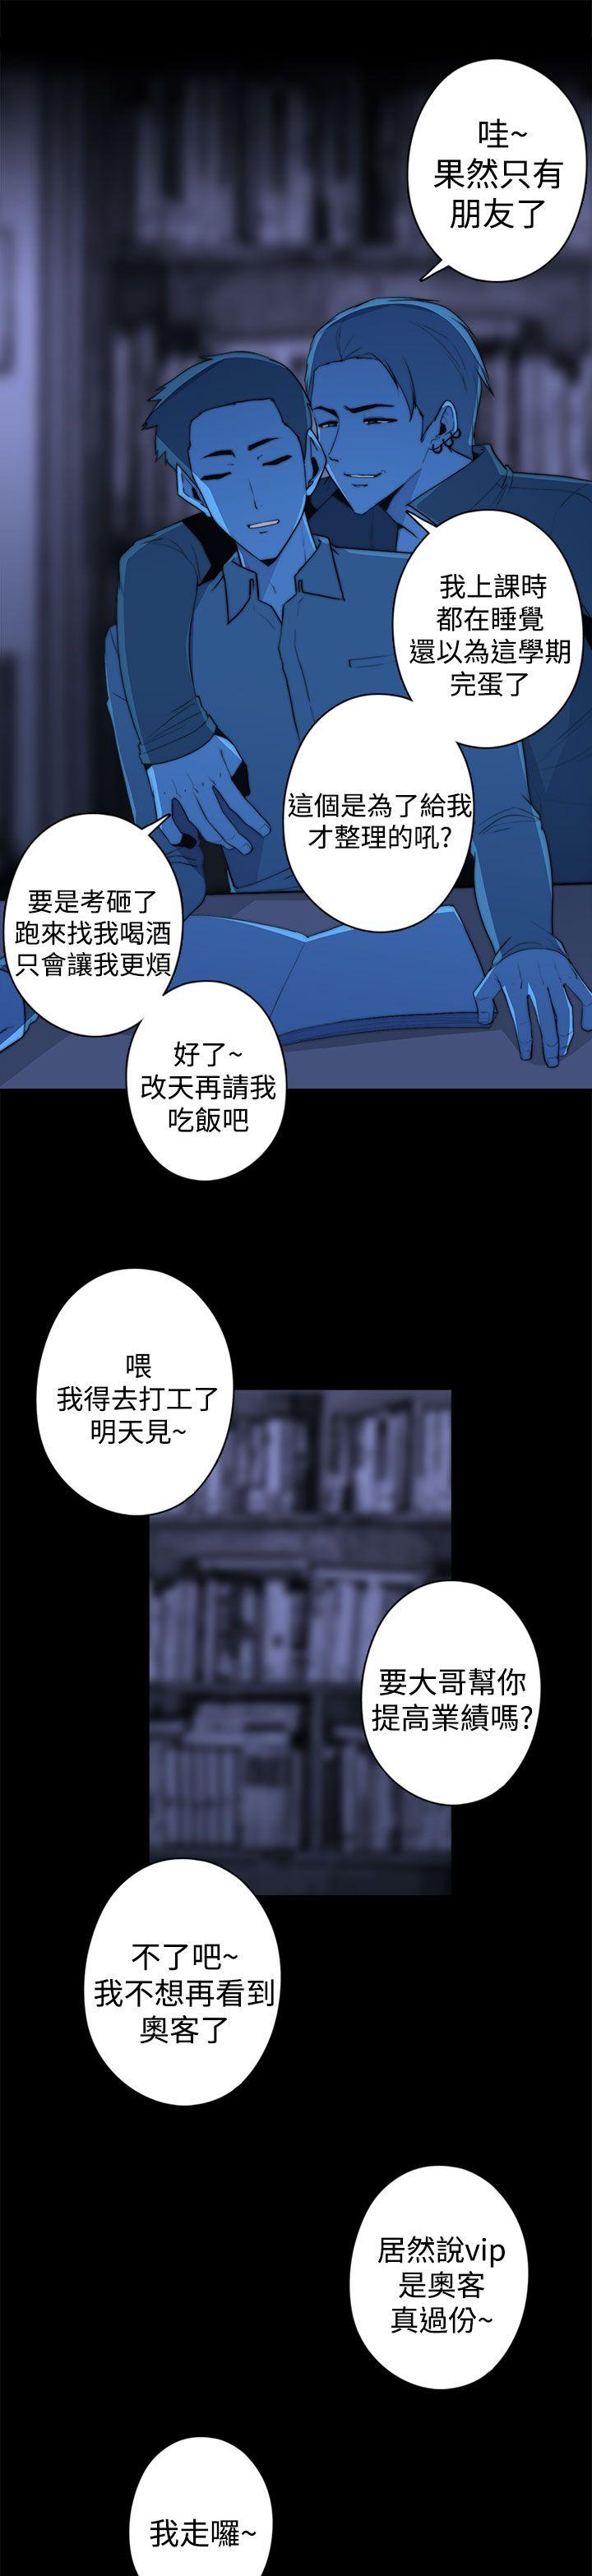 哇~
果然只有
朋友了
我上課時
都在睡覺
還以為這學期
完蛋了
這個是為了給我
才整理的吼?
要是考砸了
跑來找我喝酒
只會讓我更煩
好了~
改天再請我
吃飯吧
喂
我得去打工了
明天見~
要大哥幫你
提高業績嗎?
不了吧~
我不想再看到
奧客了
居然說vip
是奧客
真過份~
我走囉~